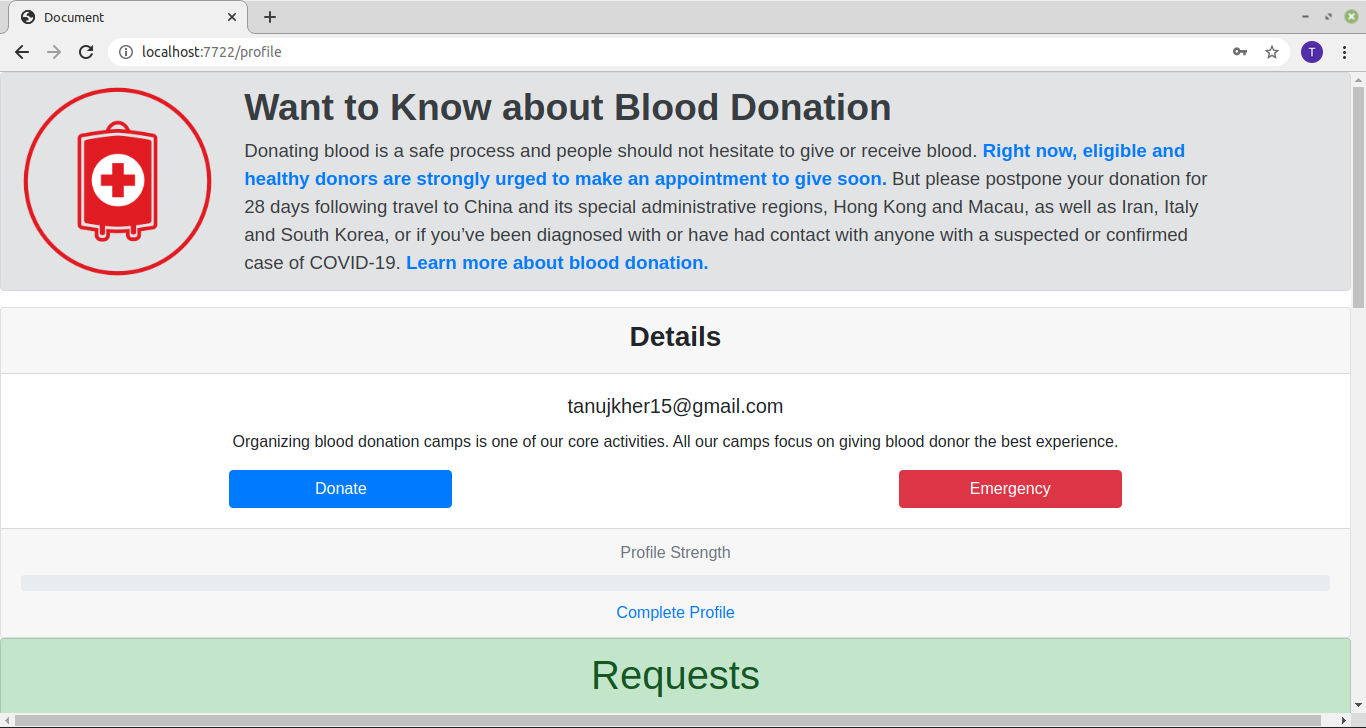 Document
localhost:7722/profile
T
Want to Know about Blood Donation
Donating blood is a safe process and people should not hesitate to give or receive blood. Right now, eligible and
healthy donors are strongly urged to make an appointment to give soon. But please postpone your donation for
28 days following travel to China and its special administrative regions, Hong Kong and Macau, as well as Iran, Italy
and South Korea, or if you’ve been diagnosed with or have had contact with anyone with a suspected or confirmed
case of COVID-19. Learn more about blood donation.
Details
tanujkher15@gmail.com
Organizing blood donation camps is one of our core activities. All our camps focus on giving blood donor the best experience.
Donate
Emergency
Profile Strength
Complete Profile
Requests